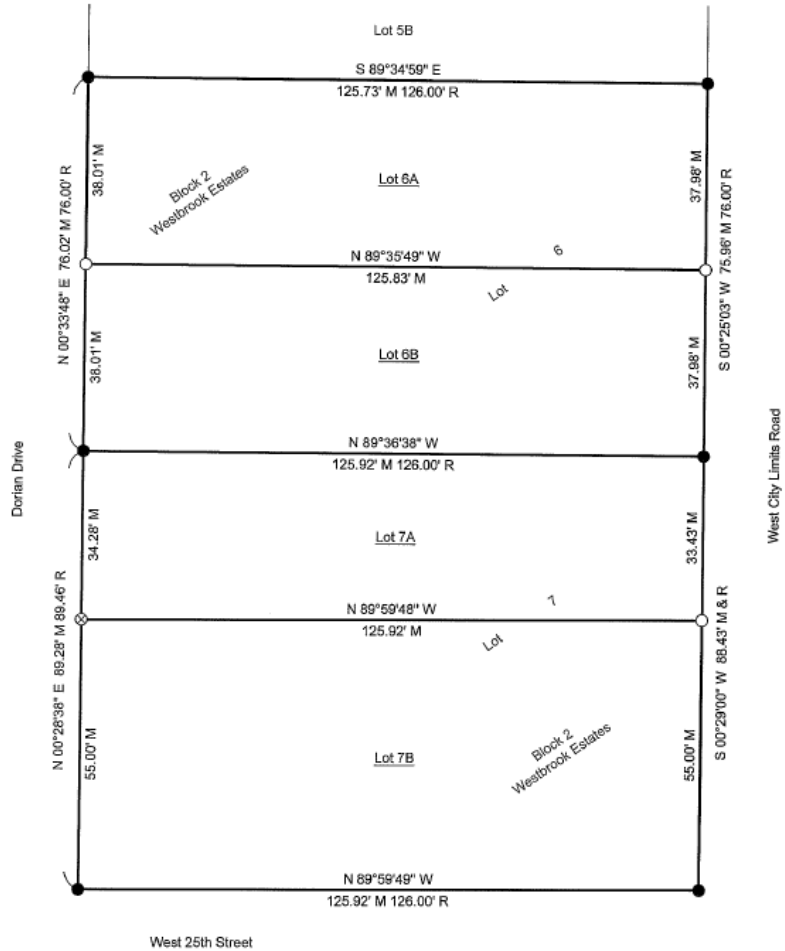 Lot 5B
S 89°34'59" E
125.73' M 126.00' R
38.01' M
37.98' M
Block 2
Westbrook Estates
Lot 6A
N 00°33'48" E 76.02' M 76.00' R
S 00°25'03" W 75.96' M 76.00' R
N 89°35'49" W
125.83' M
Lot 6
38.01' M
37.98' M
Lot 6B
N 89°36'38" W
125.92' M 126.00' R
Dorian Drive
West City Limits Road
34.28' M
33.43' M
Lot 7A
N 00°28'38" E 89.28' M 89.46' R
S 00°29'00" W 88.43' M & R
N 89°59'48" W
125.92' M
Lot 7
55.00' M
55.00' M
Lot 7B
Block 2
Westbrook Estates
N 89°59'49" W
125.92' M 126.00' R
West 25th Street